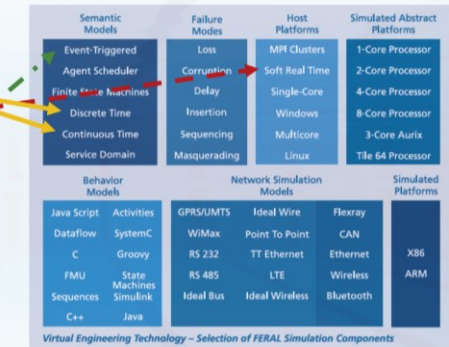 Semantic Models
Event-Triggered
Agent Scheduler
Finite State Machines
Discrete Time
Continuous Time
Service Domain
Failure Modes
Loss
Corruption
Delay
Insertion
Sequencing
Masquerading
Host Platforms
MPI Clusters
Soft Real Time
Single-Core
Windows
Multicore
Linux
Simulated Abstract Platforms
1-Core Processor
2-Core Processor
4-Core Processor
8-Core Processor
3-Core Aurix
Tile 64 Processor
Behavior Models
Java Script
Activities
Dataflow
SystemC
C
Groovy
FMU
State Machines
Sequences
Simulink
C++
Java
Network Simulation Models
GPRS/UMTS
Ideal Wire
Flexray
WiMax
Point To Point
CAN
RS 232
TT Ethernet
Ethernet
RS 485
LTE
Wireless
Ideal Bus
Ideal Wireless
Bluetooth
Simulated Platforms
X86
ARM
Virtual Engineering Technology – Selection of FERAL Simulation Components